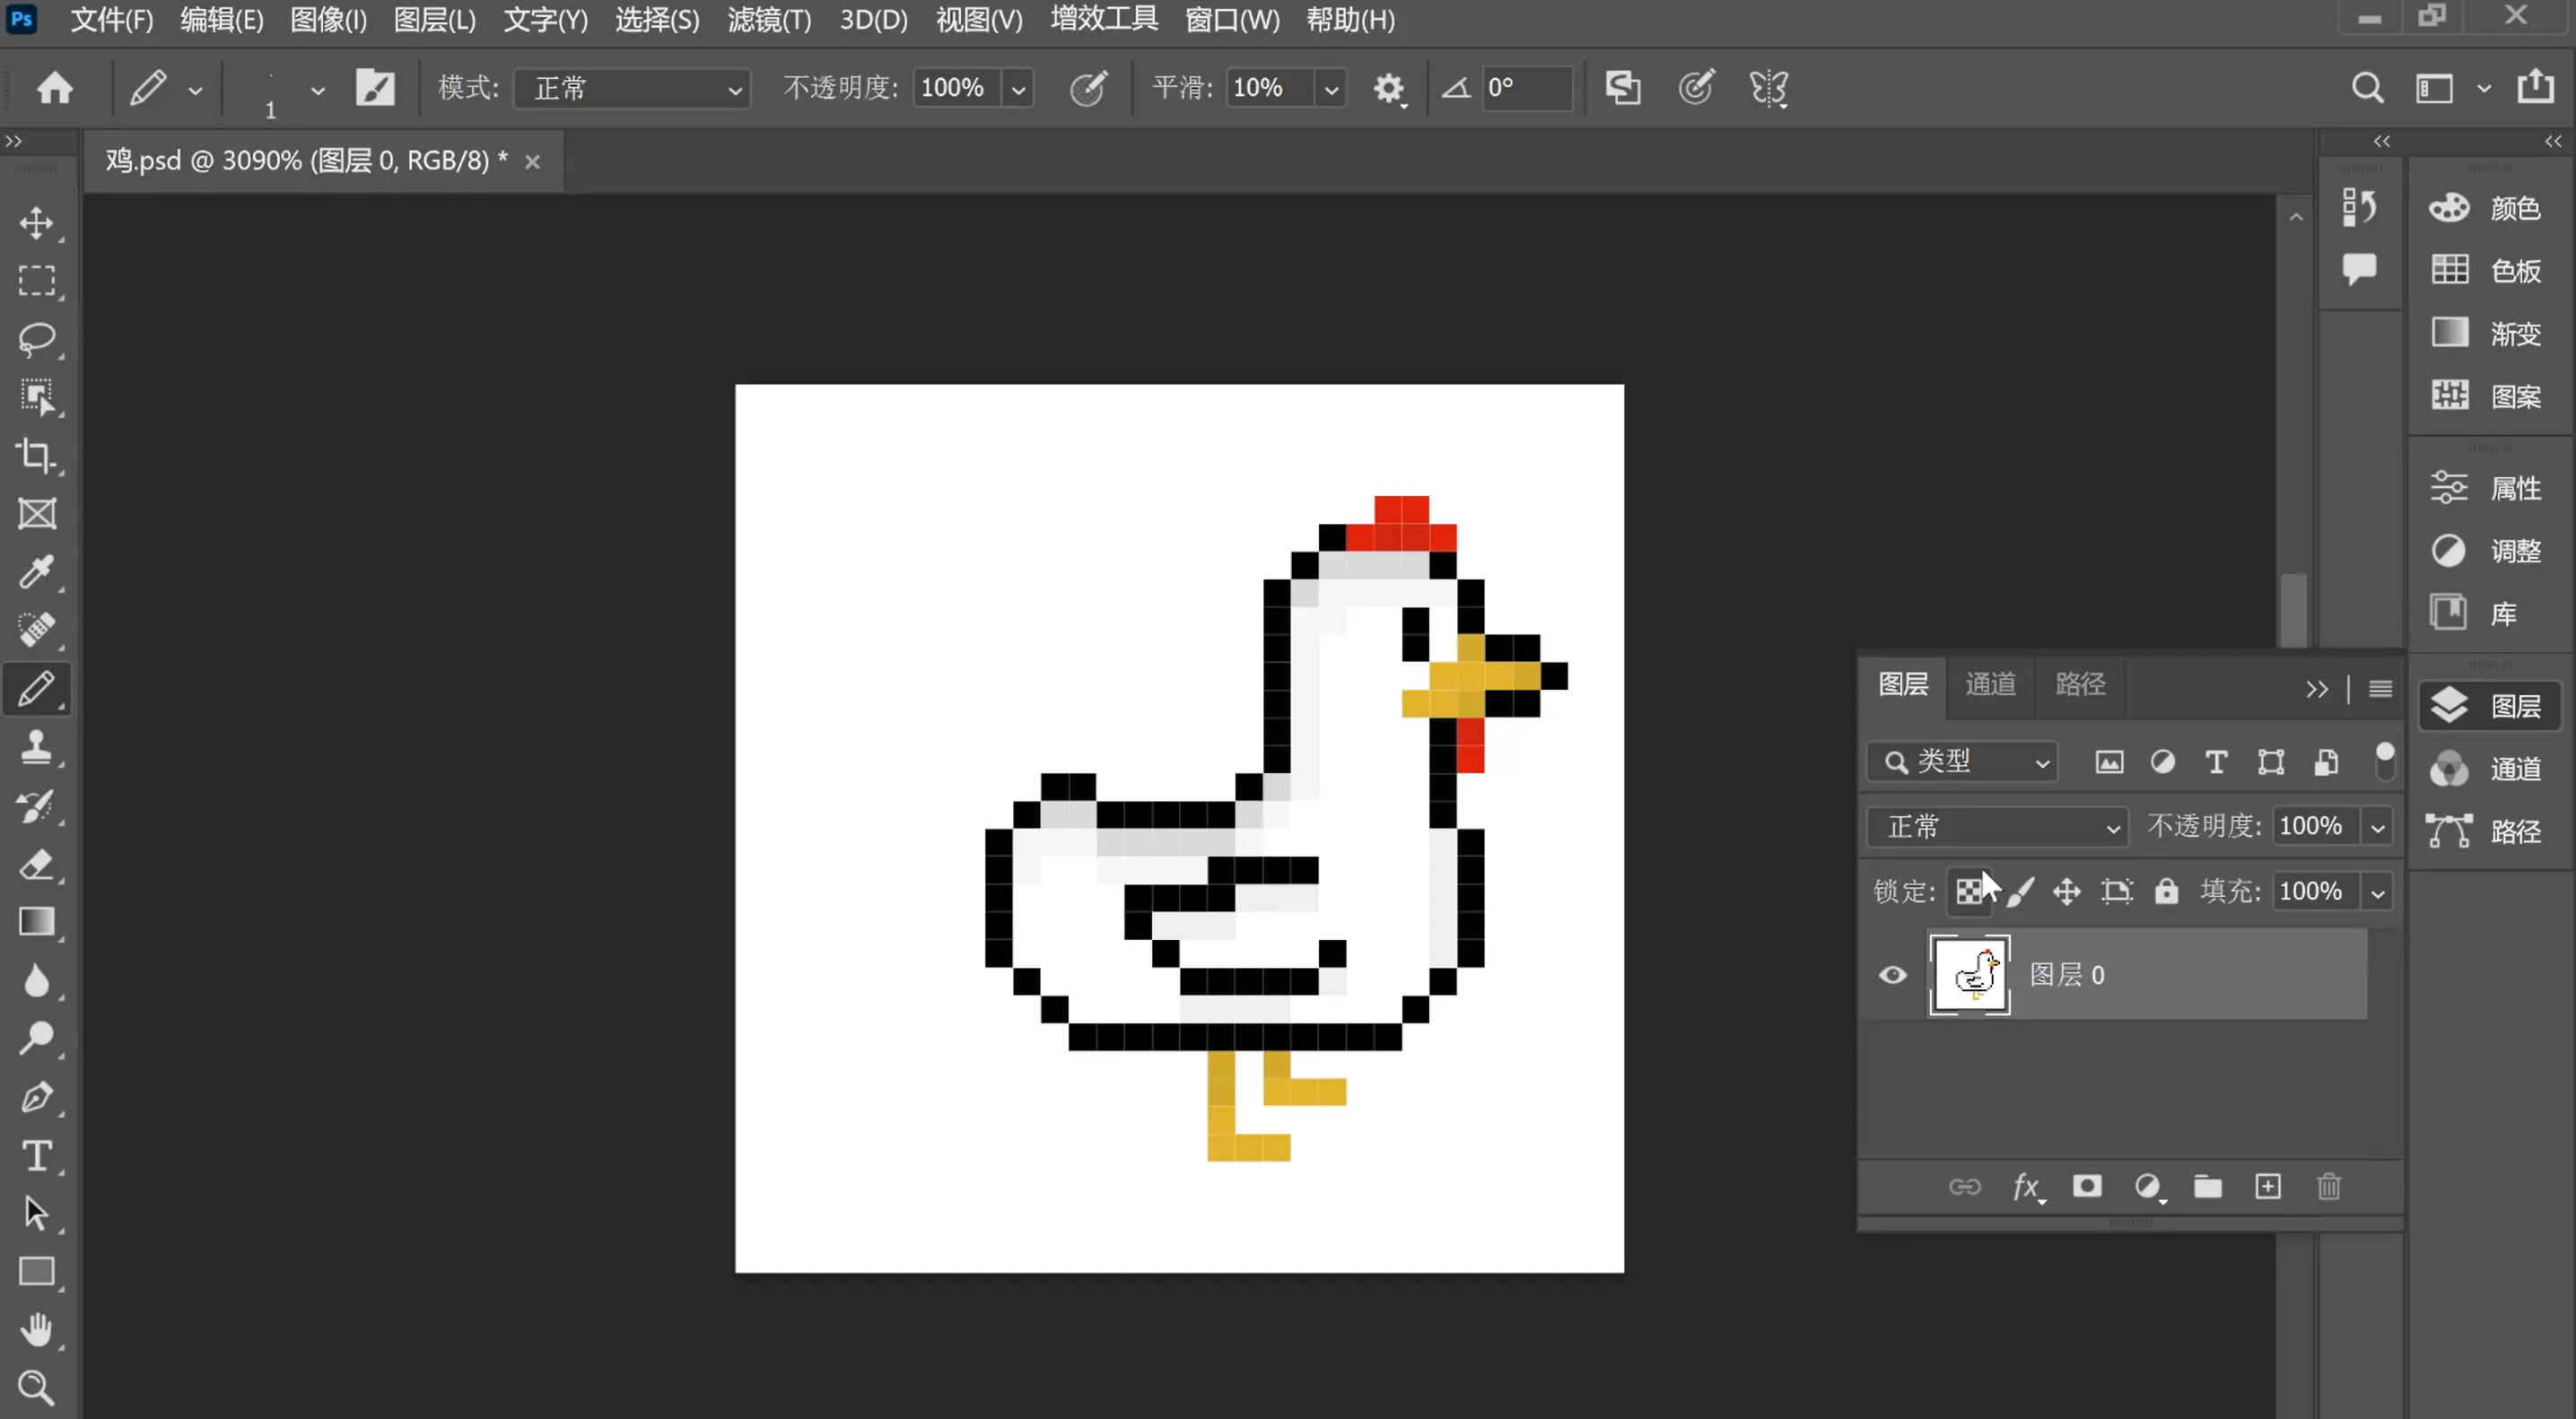 Ps 文件(F) 编辑(E) 图像(I) 图层(L) 文字(Y) 选择(S) 滤镜(T) 3D(D) 视图(V) 增效工具 窗口(W) 帮助(H)
1 模式: 正常 不透明度: 100% 平滑: 10% 0°
鸡.psd @ 3090% (图层 0, RGB/8) *
颜色
色板
渐变
图案
属性
调整
库
图层
通道
路径
图层 通道 路径
类型
正常 不透明度: 100%
锁定: 填充: 100%
图层 0
fx